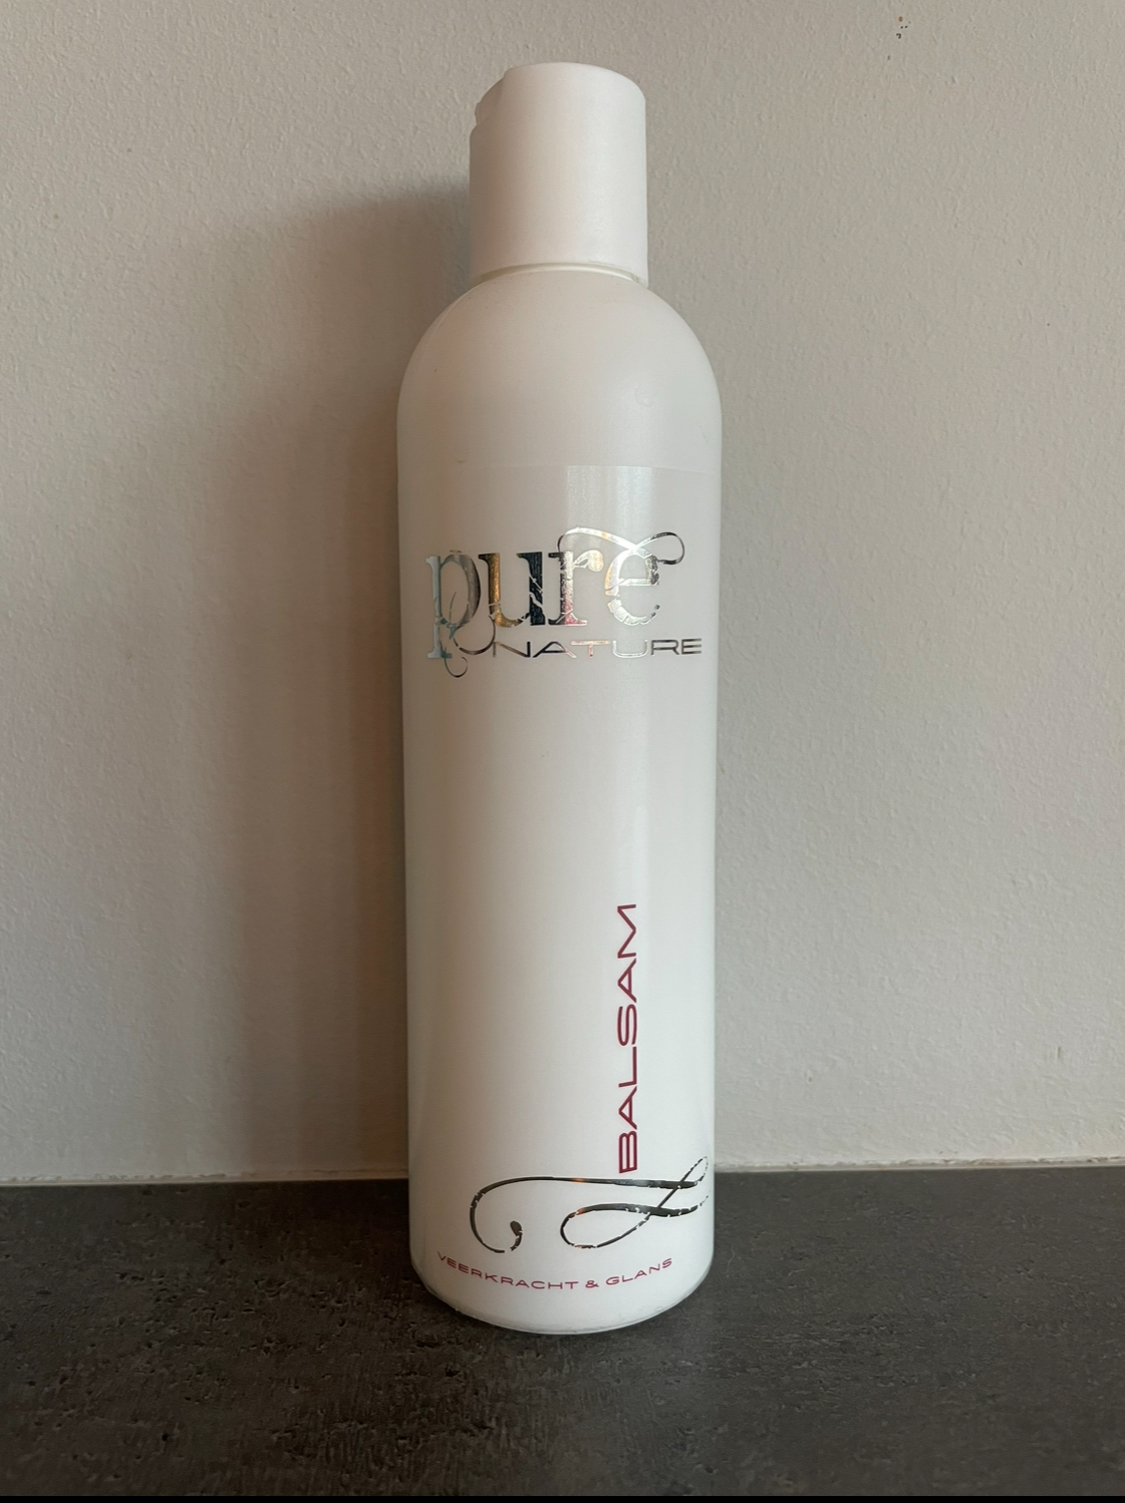 pure
NATURE
BALSAM
VEERKRACHT & GLANS